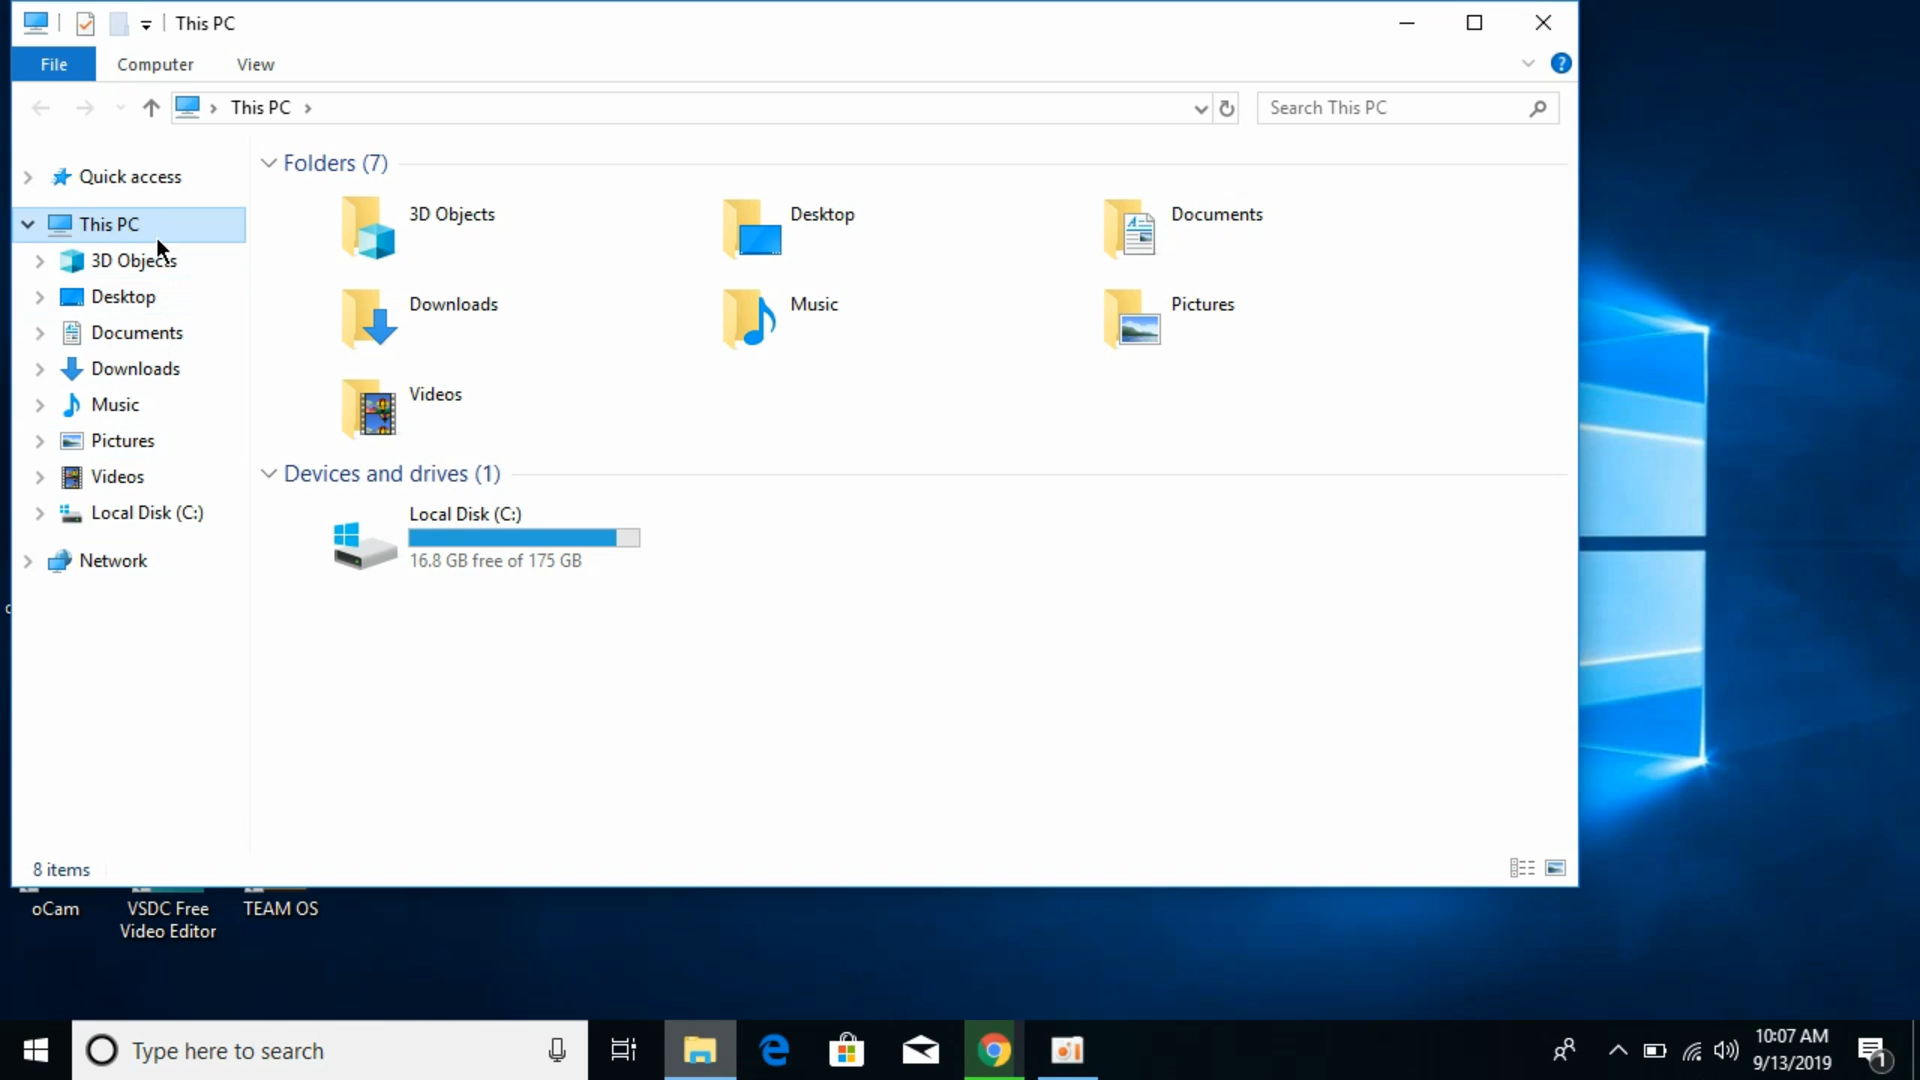 This PC
File
Computer
View
?
This PC
Search This PC
Quick access
This PC
3D Objects
Desktop
Documents
Downloads
Music
Pictures
Videos
Local Disk (C:)
Network
Folders (7)
3D Objects
Desktop
Documents
Downloads
Music
Pictures
Videos
Devices and drives (1)
Local Disk (C:)
16.8 GB free of 175 GB
8 items
oCam
VSDC Free
Video Editor
TEAM OS
Type here to search
10:07 AM
9/13/2019
1